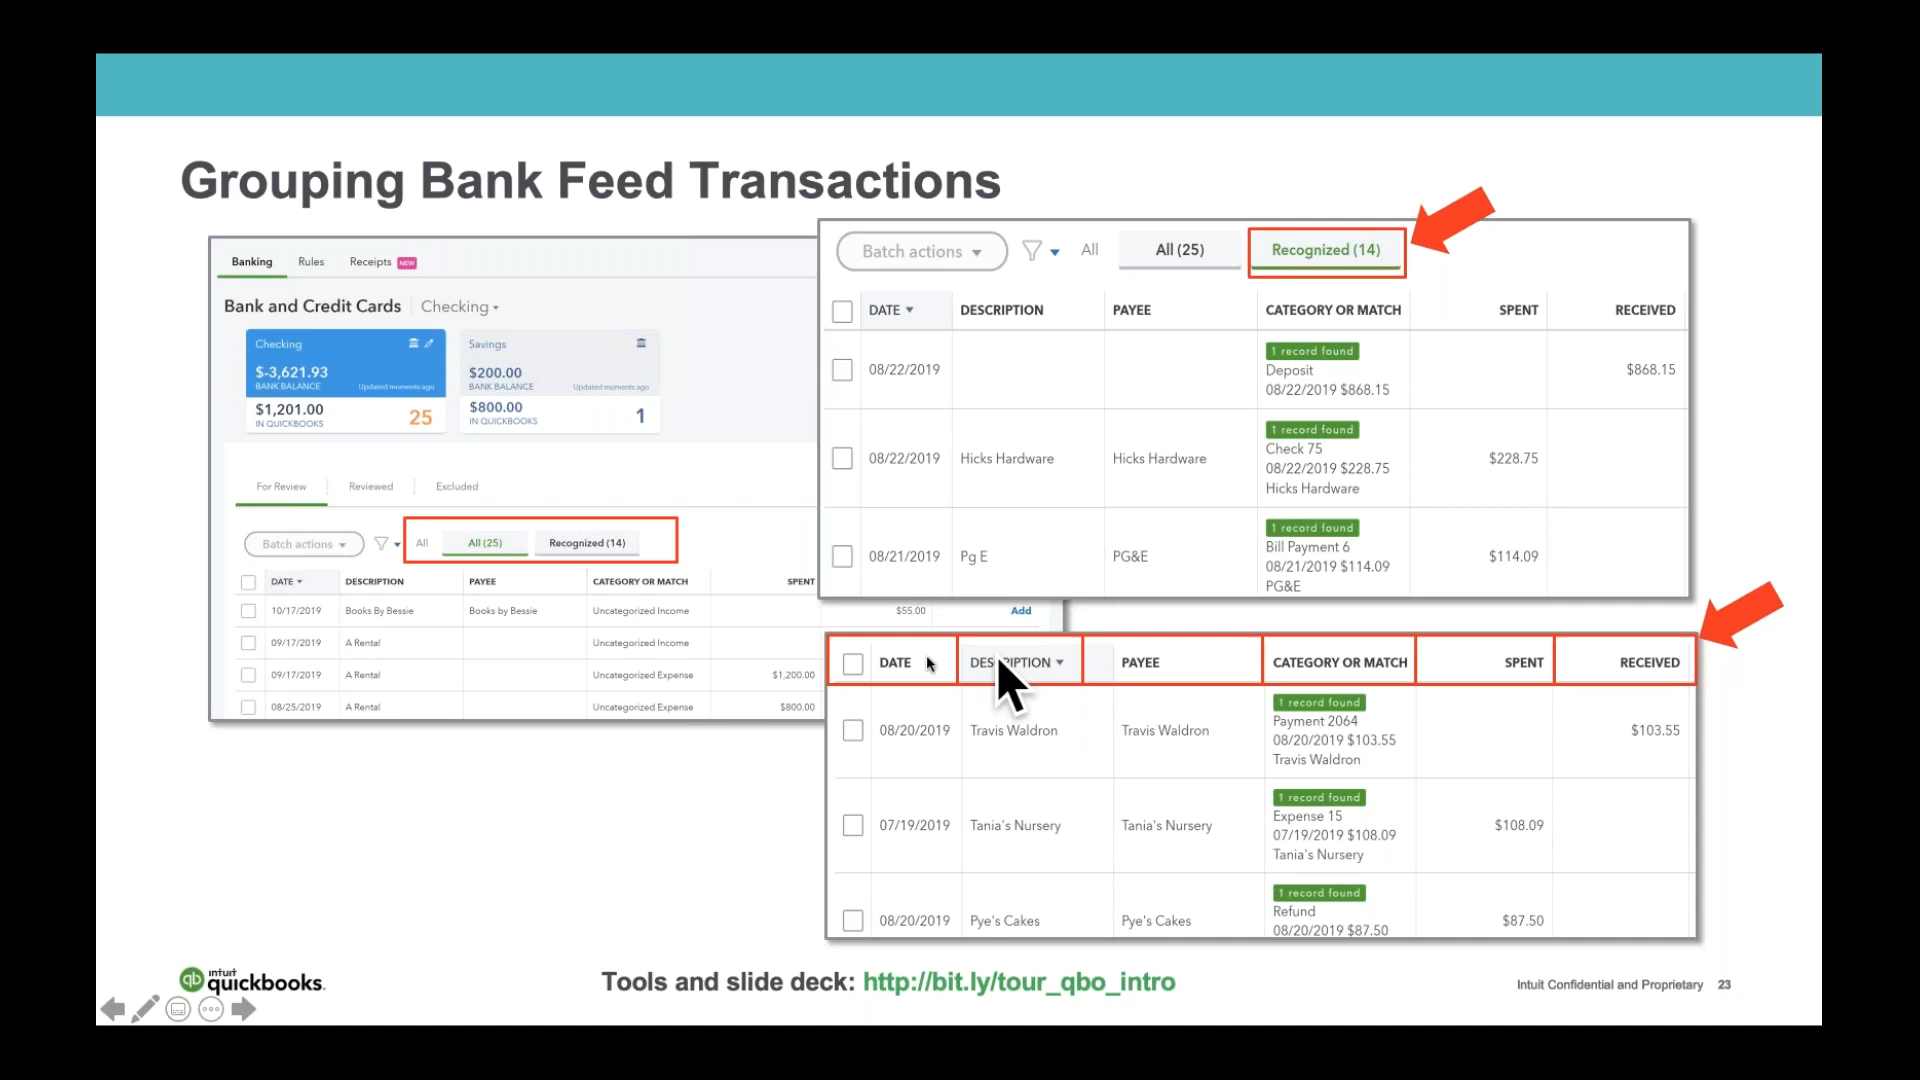 Grouping Bank Feed Transactions
Banking Rules Receipts NEW
Bank and Credit Cards Checking
Checking
$-3,621.93
BANK BALANCE Updated moments ago
$1,201.00
IN QUICKBOOKS
25
Savings
$200.00
BANK BALANCE Updated moments ago
$800.00
IN QUICKBOOKS
1
For Review Reviewed Excluded
Batch actions All All (25) Recognized (14)
DATE DESCRIPTION PAYEE CATEGORY OR MATCH SPENT
10/17/2019 Books By Bessie Books by Bessie Uncategorized Income $55.00 Add
09/17/2019 A Rental Uncategorized Income
09/17/2019 A Rental Uncategorized Expense $1,200.00
08/25/2019 A Rental Uncategorized Expense $800.00
Batch actions All All (25) Recognized (14)
DATE DESCRIPTION PAYEE CATEGORY OR MATCH SPENT RECEIVED
1 record found
08/22/2019 Deposit $868.15
08/22/2019 $868.15
1 record found
Check 75
08/22/2019 Hicks Hardware Hicks Hardware 08/22/2019 $228.75 $228.75
Hicks Hardware
1 record found
Bill Payment 6
08/21/2019 Pg E PG&E 08/21/2019 $114.09 $114.09
PG&E
DATE DESCRIPTION PAYEE CATEGORY OR MATCH SPENT RECEIVED
1 record found
Payment 2064
08/20/2019 Travis Waldron Travis Waldron 08/20/2019 $103.55 $103.55
Travis Waldron
1 record found
Expense 15
07/19/2019 Tania's Nursery Tania's Nursery 07/19/2019 $108.09 $108.09
Tania's Nursery
1 record found
Refund
08/20/2019 Pye's Cakes Pye's Cakes 08/20/2019 $87.50 $87.50
intuit
qb quickbooks.
Tools and slide deck: http://bit.ly/tour_qbo_intro
Intuit Confidential and Proprietary 23